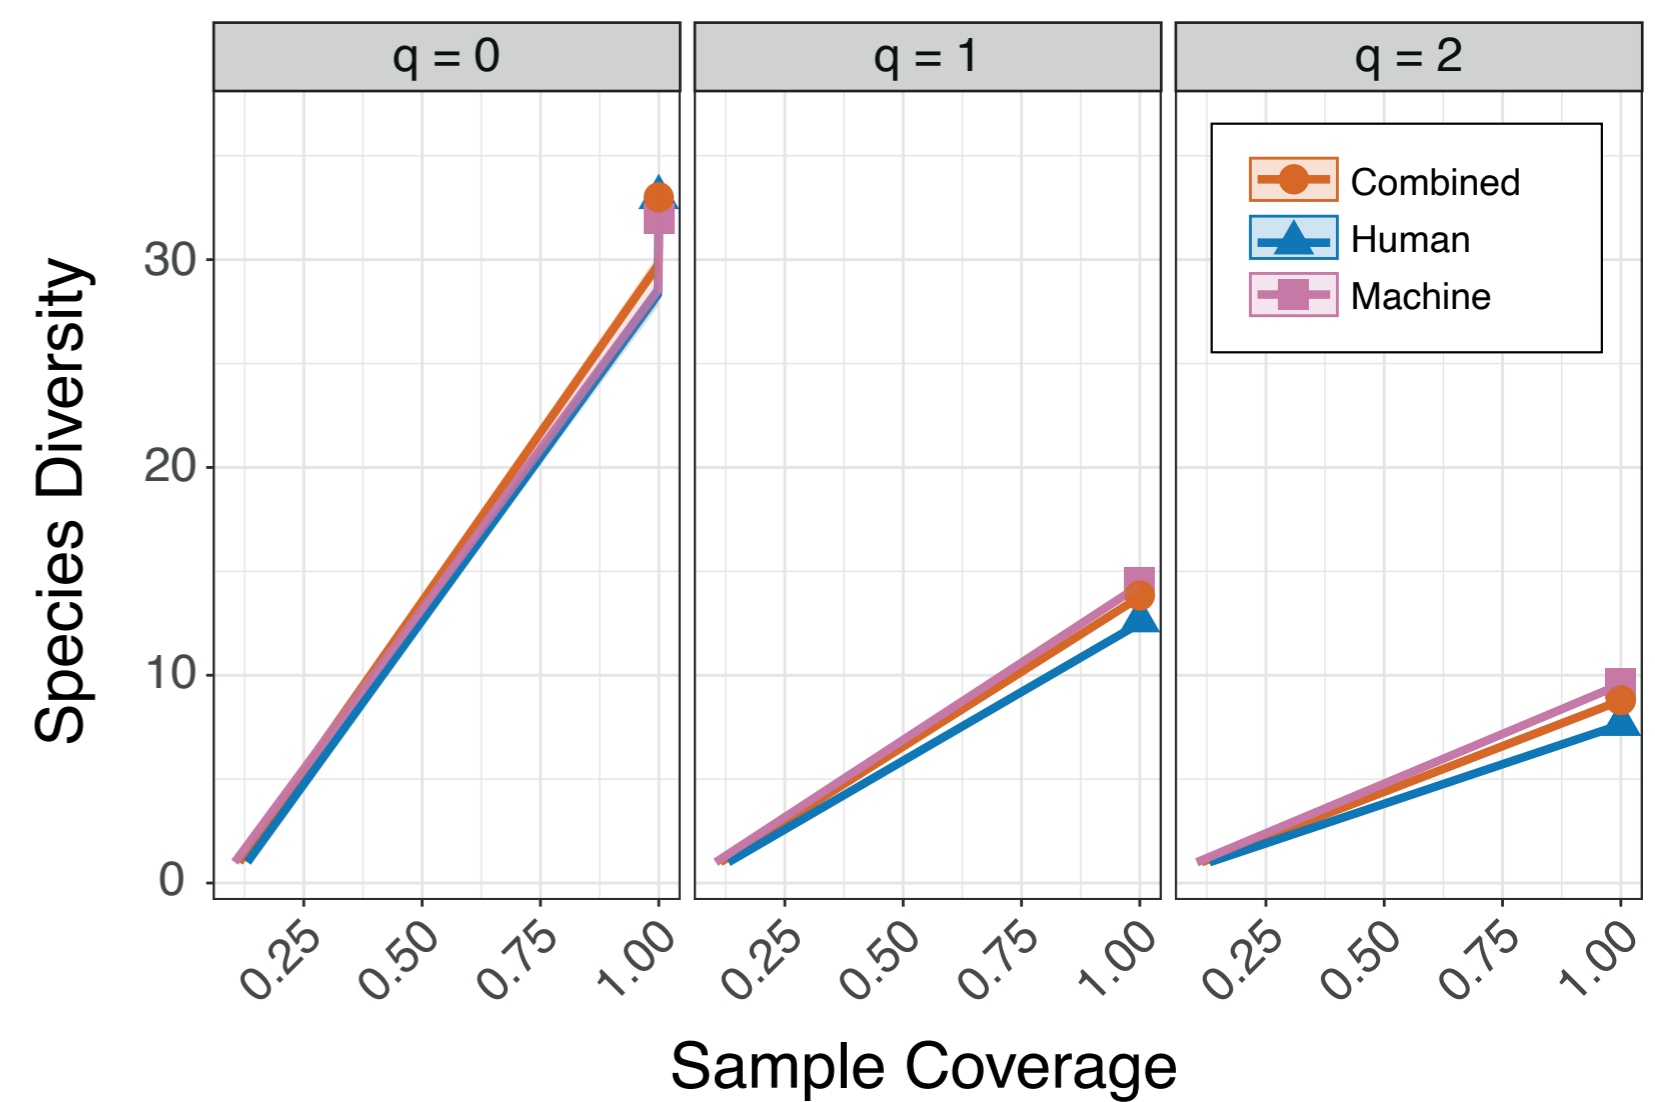 q = 0
q = 1
q = 2
Combined
Human
Machine
Species Diversity
30
20
10
0
0.25
0.50
0.75
1.00
0.25
0.50
0.75
1.00
0.25
0.50
0.75
1.00
Sample Coverage